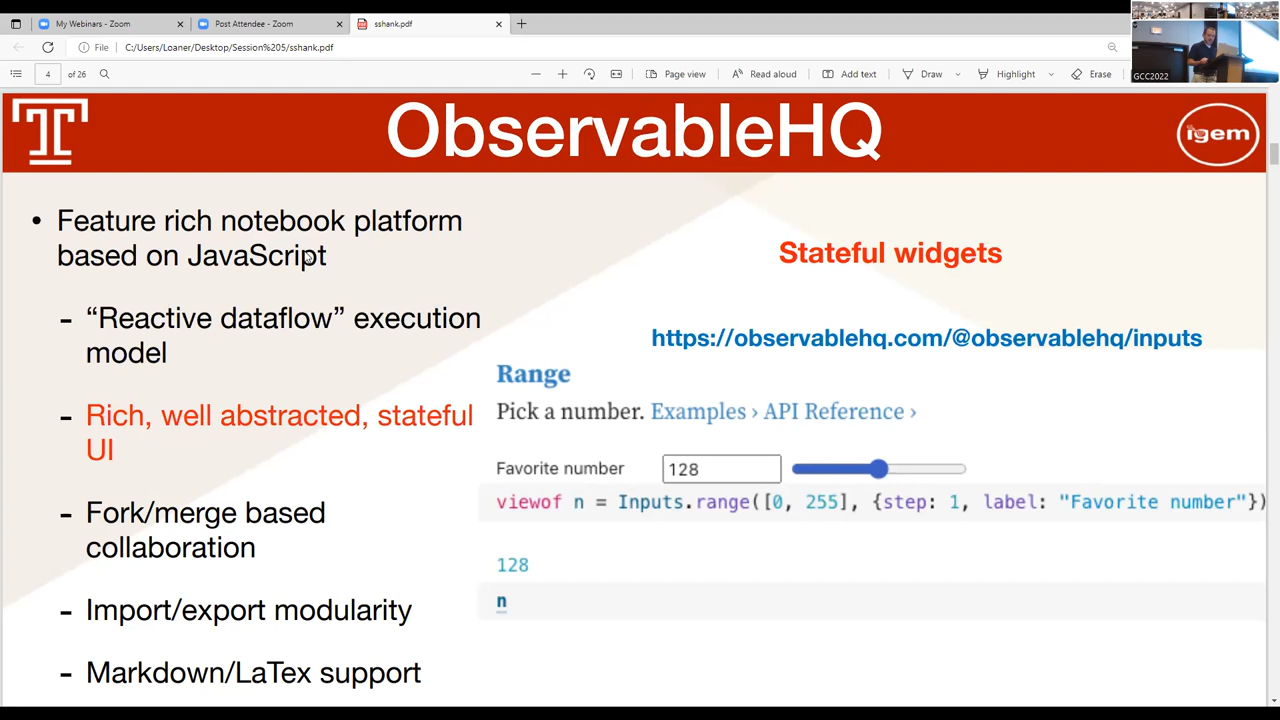 My Webinars - Zoom
Post Attendee - Zoom
sshank.pdf
File
C:/Users/Loaner/Desktop/Session%205/sshank.pdf
4 of 26
Page view
Read aloud
Add text
Draw
Highlight
Erase
GCC2022
ObservableHQ
igem
• Feature rich notebook platform
based on JavaScript
- “Reactive dataflow” execution
model
- Rich, well abstracted, stateful
UI
- Fork/merge based
collaboration
- Import/export modularity
- Markdown/LaTex support
Stateful widgets
https://observablehq.com/@observablehq/inputs
Range
Pick a number. Examples › API Reference ›
Favorite number 128
viewof n = Inputs.range([0, 255], {step: 1, label: "Favorite number"})
128
n